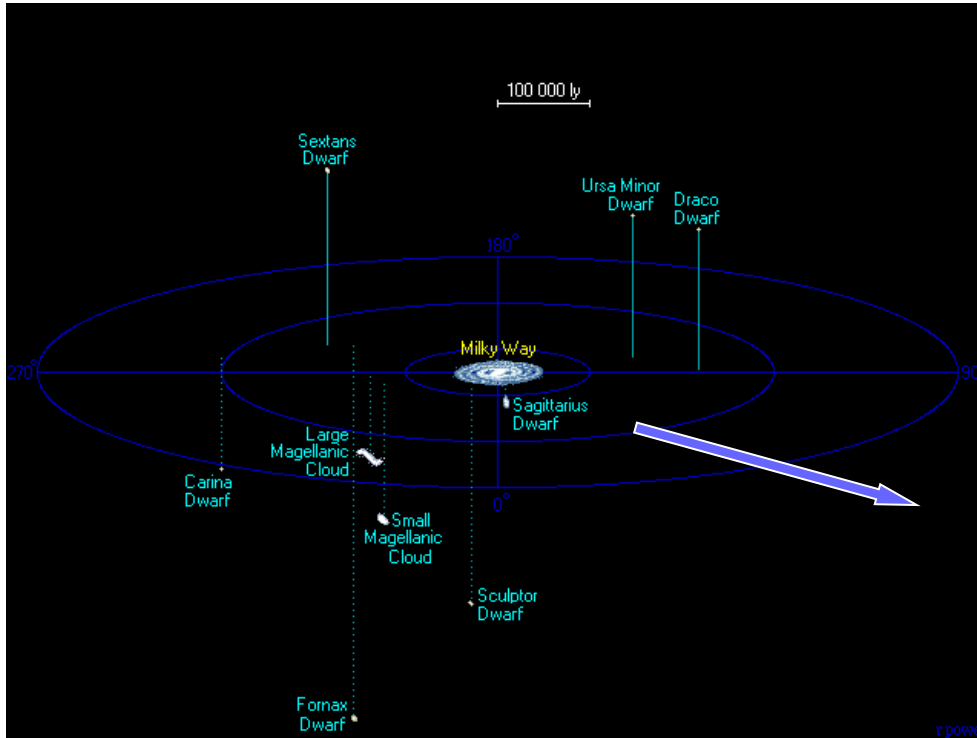 100 000 ly
Sextans
Dwarf
Ursa Minor
Dwarf
Draco
Dwarf
180°
Milky Way
270°
90
Sagittarius
Dwarf
Large
Magellanic
Cloud
Carina
Dwarf
0°
Small
Magellanic
Cloud
Sculptor
Dwarf
Fornax
Dwarf
r powe